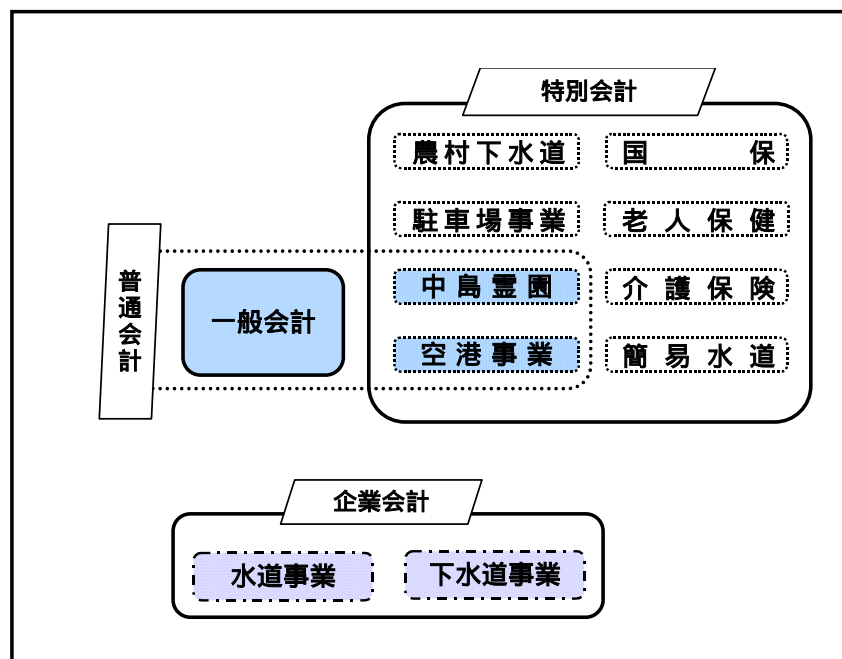 特別会計
農村下水道
国保
駐車場事業
老人保健
普通会計
一般会計
中島霊園
介護保険
空港事業
簡易水道
企業会計
水道事業
下水道事業